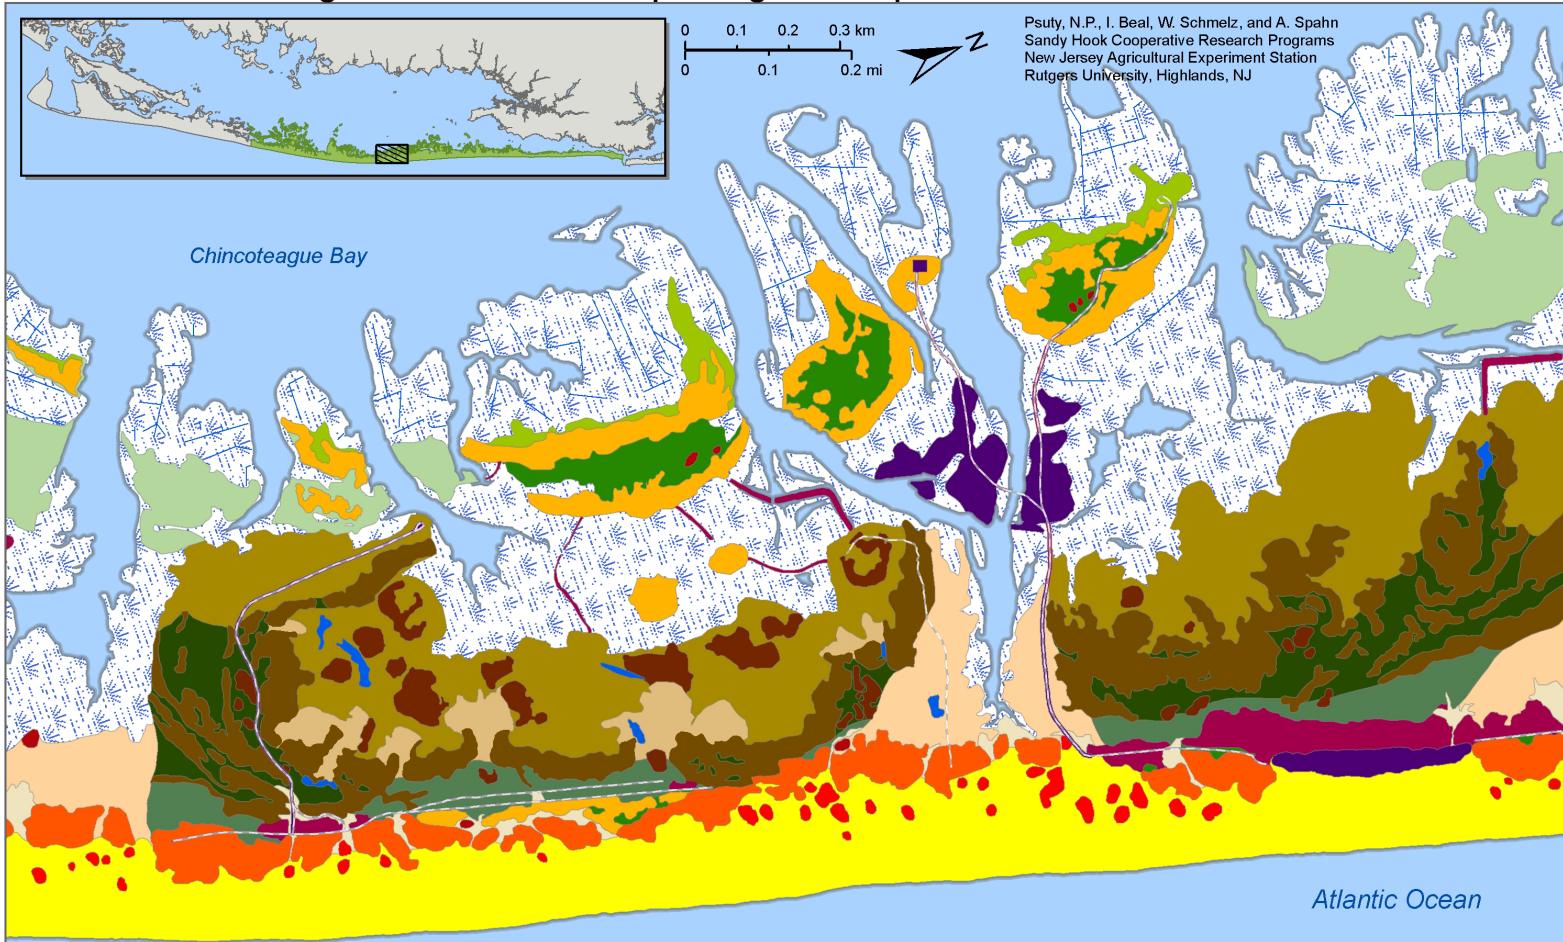 0 0.1 0.2 0.3 km
0 0.1 0.2 mi
N
Psuty, N.P., I. Beal, W. Schmelz, and A. Spahn
Sandy Hook Cooperative Research Programs
New Jersey Agricultural Experiment Station
Rutgers University, Highlands, NJ
Chincoteague Bay
Atlantic Ocean